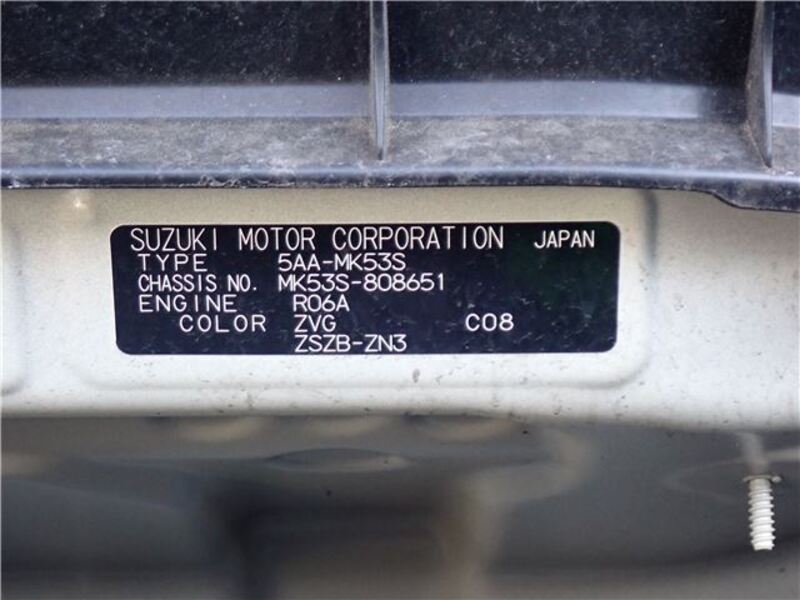 SUZUKI MOTOR CORPORATION JAPAN
TYPE 5AA-MK53S
CHASSIS NO. MK53S-808651
ENGINE R06A
COLOR ZVG C08
ZSZB-ZN3